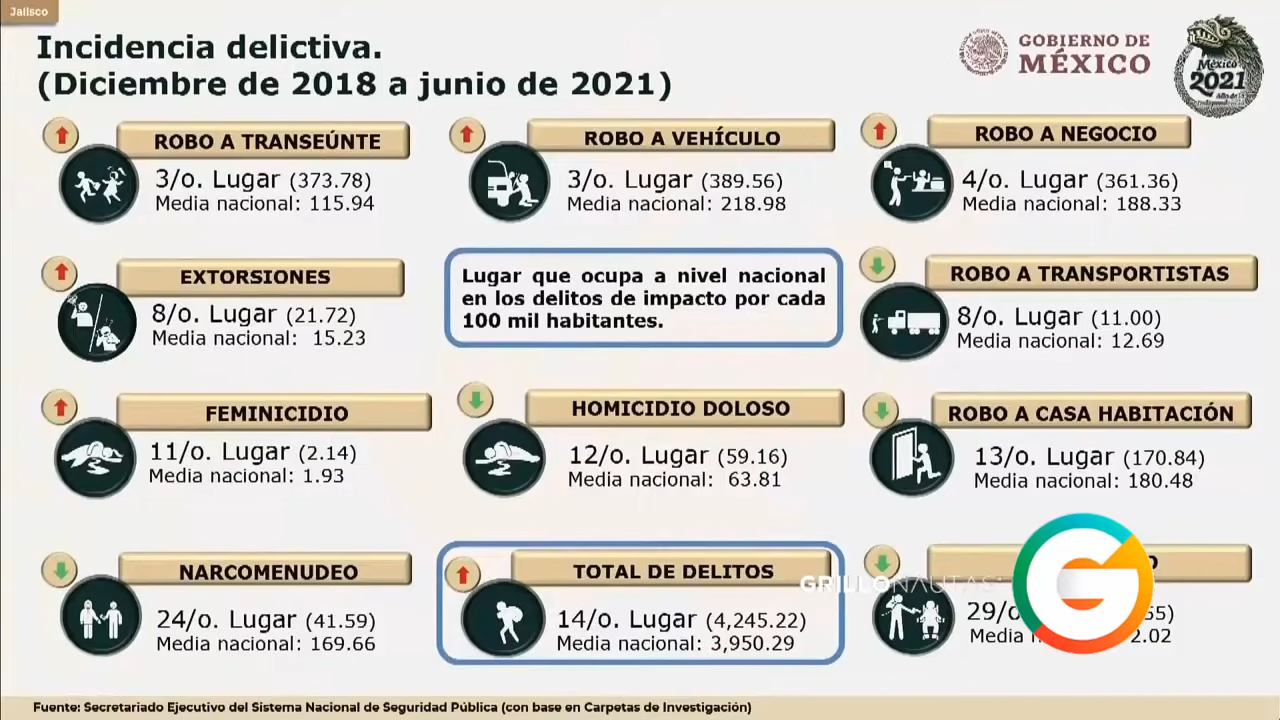 Jalisco
Incidencia delictiva.
(Diciembre de 2018 a junio de 2021)
GOBIERNO DE
MÉXICO
México
2021
ROBO A TRANSEÚNTE
3/o. Lugar (373.78)
Media nacional: 115.94
ROBO A VEHÍCULO
3/o. Lugar (389.56)
Media nacional: 218.98
ROBO A NEGOCIO
4/o. Lugar (361.36)
Media nacional: 188.33
EXTORSIONES
8/o. Lugar (21.72)
Media nacional: 15.23
Lugar que ocupa a nivel nacional
en los delitos de impacto por cada
100 mil habitantes.
ROBO A TRANSPORTISTAS
8/o. Lugar (11.00)
Media nacional: 12.69
FEMINICIDIO
11/o. Lugar (2.14)
Media nacional: 1.93
HOMICIDIO DOLOSO
12/o. Lugar (59.16)
Media nacional: 63.81
ROBO A CASA HABITACIÓN
13/o. Lugar (170.84)
Media nacional: 180.48
NARCOMENUDEO
24/o. Lugar (41.59)
Media nacional: 169.66
TOTAL DE DELITOS
14/o. Lugar (4,245.22)
Media nacional: 3,950.29
GRILLONAUTAS
G
Media
Fuente: Secretariado Ejecutivo del Sistema Nacional de Seguridad Pública (con base en Carpetas de Investigación)